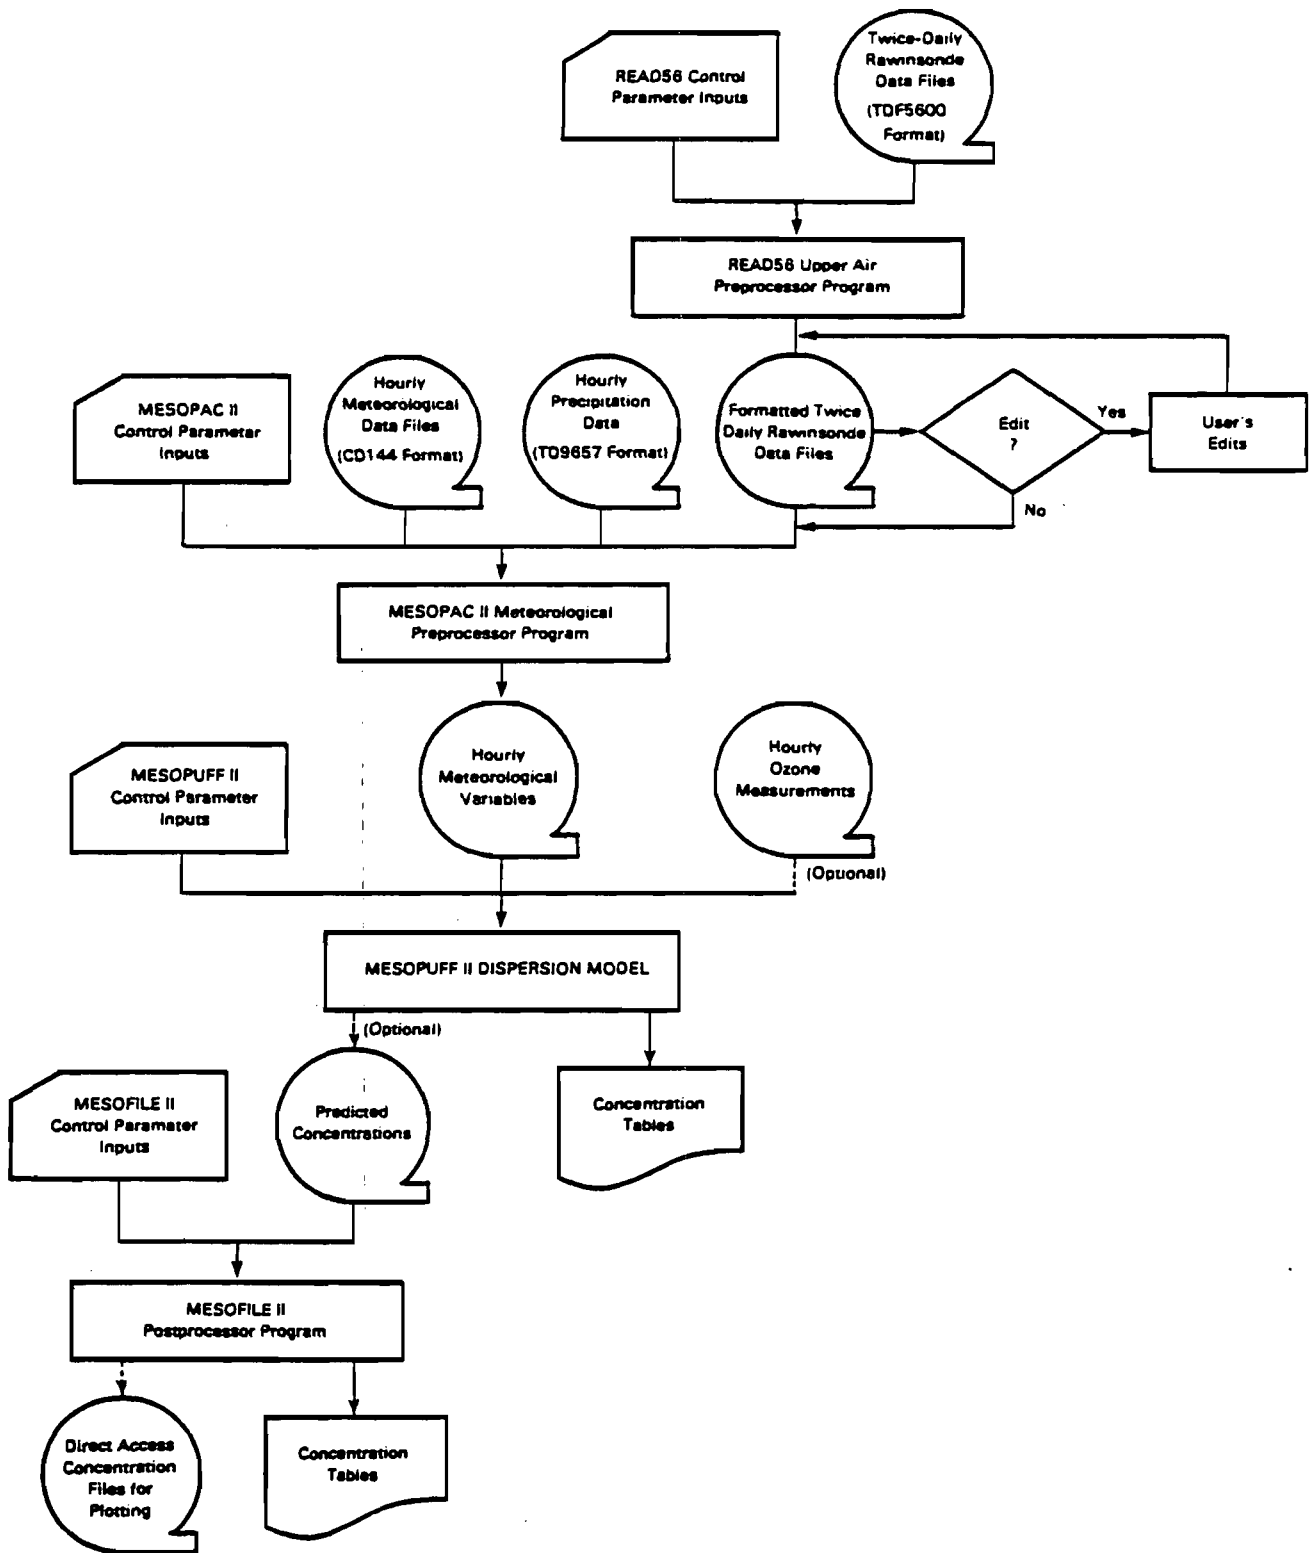 READ56 Control
Parameter Inputs
Twice-Daily
Rawinsonde
Data Files
(TDF5600
Format)
READ56 Upper Air
Preprocessor Program
MESOPAC II
Control Parameter
Inputs
Hourly
Meteorological
Data Files
(CD144 Format)
Hourly
Precipitation
Data
(TD9657 Format)
Formatted Twice
Daily Rawinsonde
Data Files
Edit
?
Yes
User's
Edits
No
MESOPAC II Meteorological
Preprocessor Program
MESOPUFF II
Control Parameter
Inputs
Hourly
Meteorological
Variables
Hourly
Ozone
Measurements
(Optional)
MESOPUFF II DISPERSION MODEL
(Optional)
MESOFILE II
Control Parameter
Inputs
Predicted
Concentrations
Concentration
Tables
MESOFILE II
Postprocessor Program
Direct Access
Concentration
Files for
Plotting
Concentration
Tables